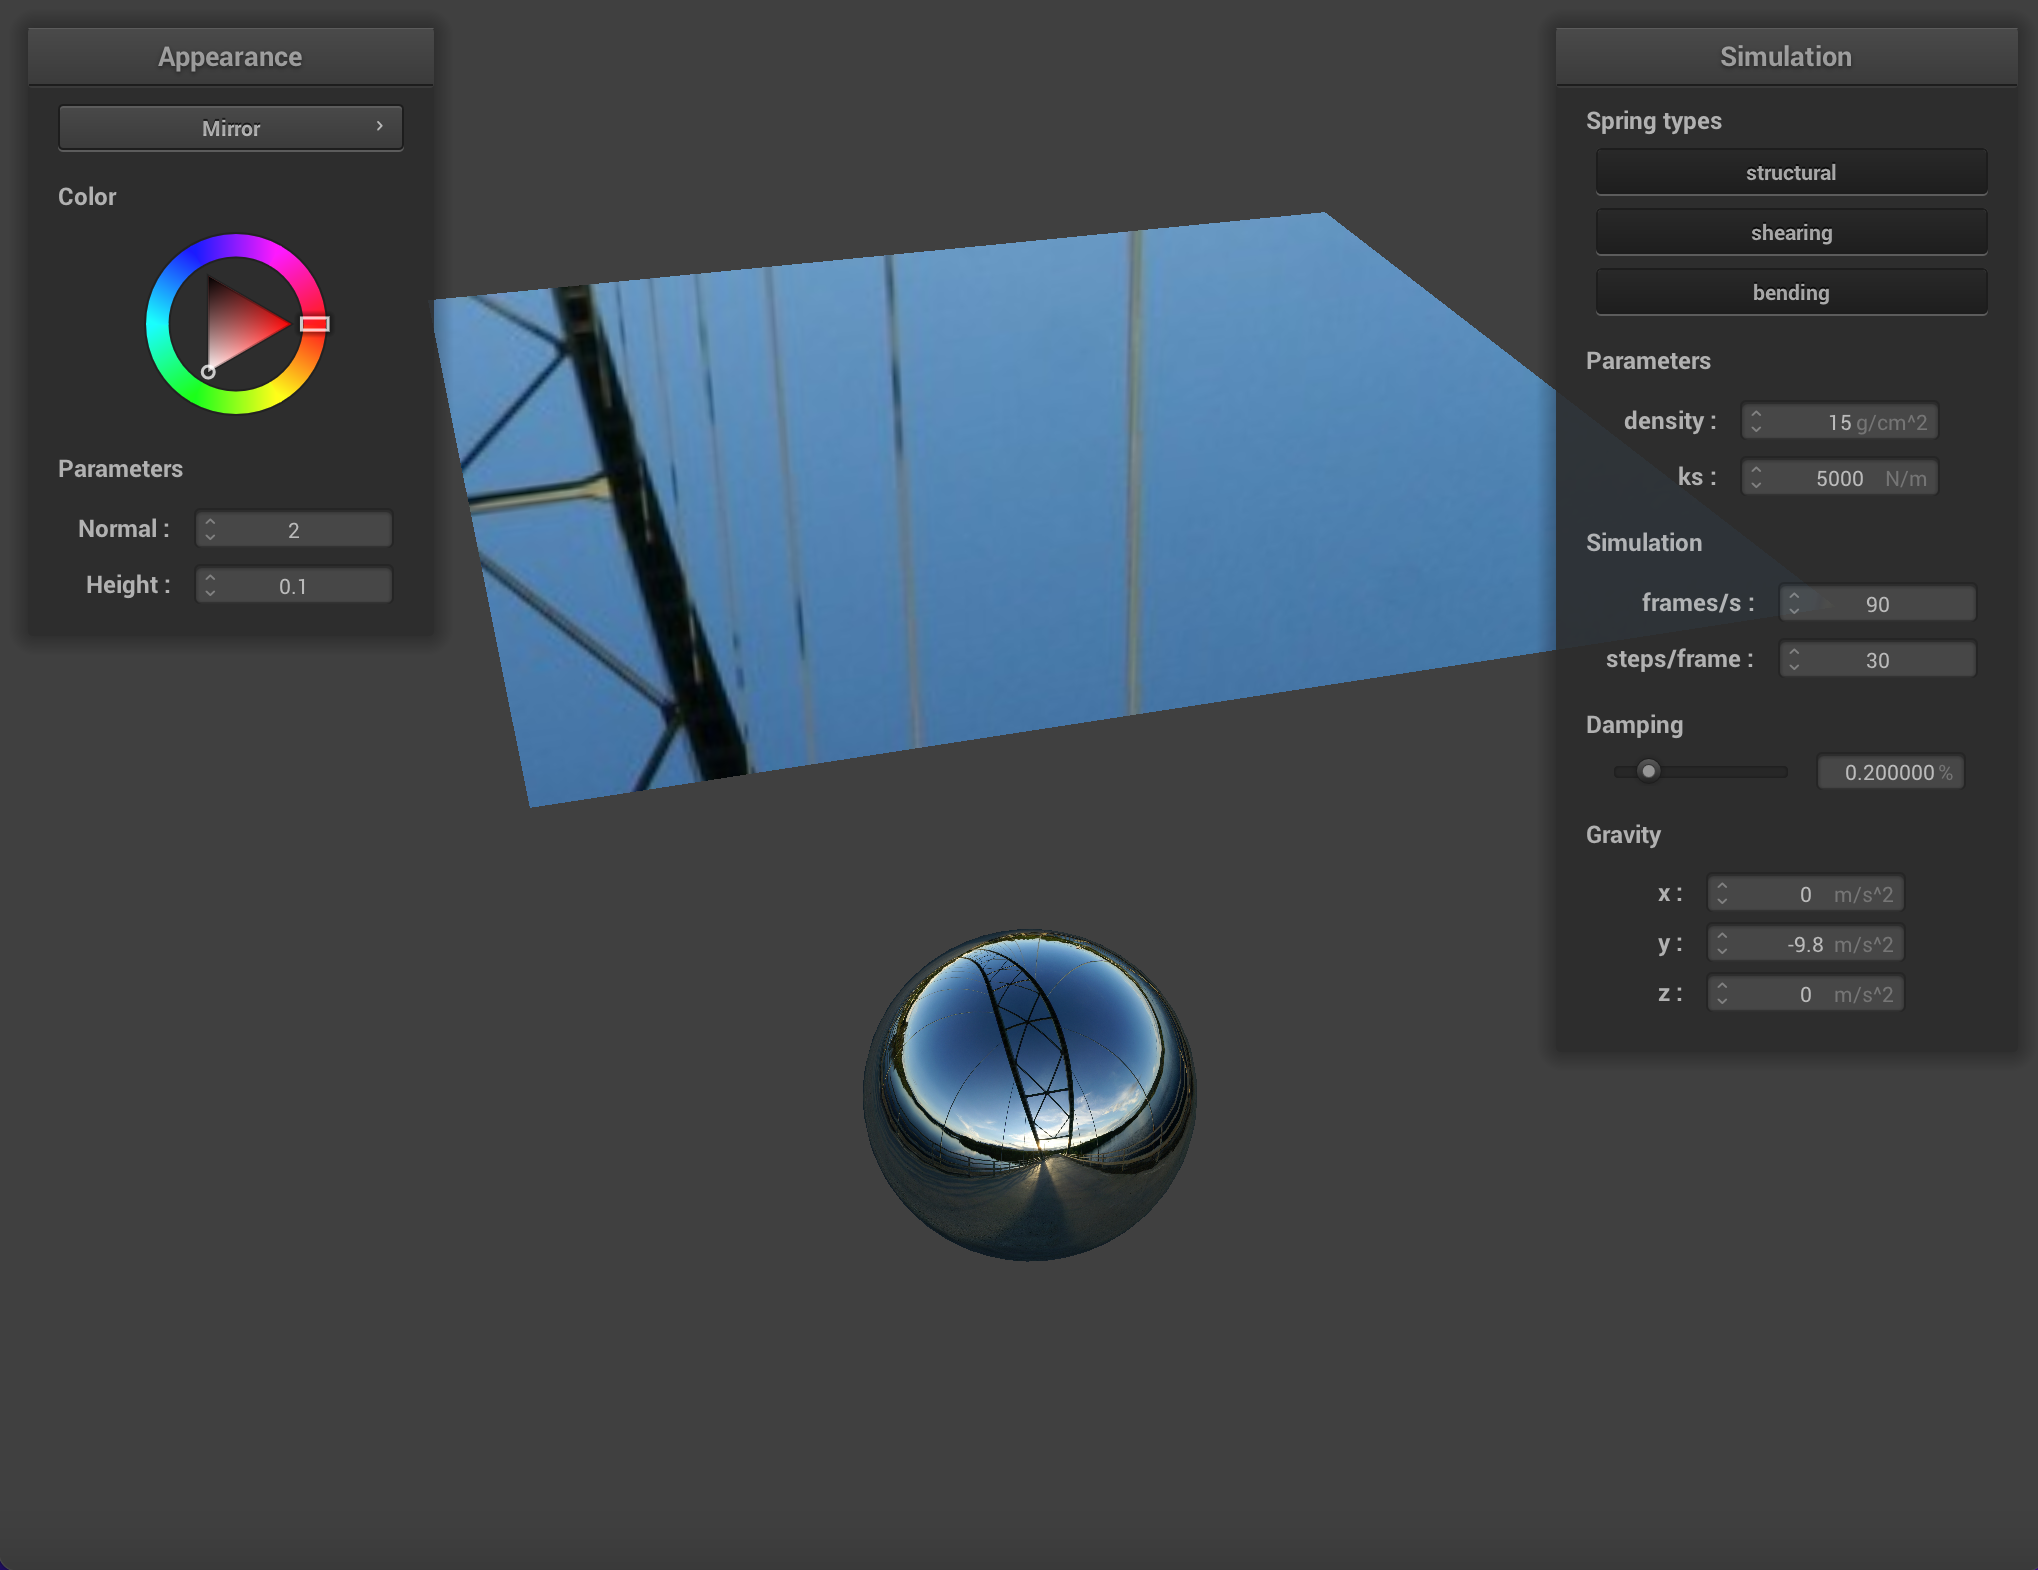 Appearance
Mirror
Color
Parameters
Normal : 2
Height : 0.1
Simulation
Spring types
structural
shearing
bending
Parameters
density : 15 g/cm^2
ks : 5000 N/m
Simulation
frames/s : 90
steps/frame : 30
Damping
0.200000 %
Gravity
x : 0 m/s^2
y : -9.8 m/s^2
z : 0 m/s^2